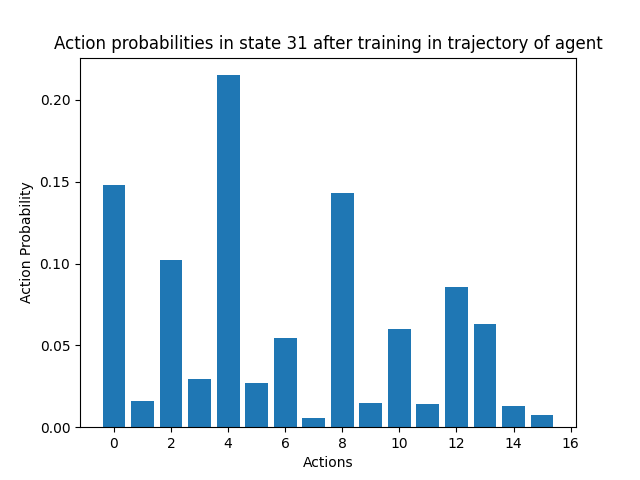 Action probabilities in state 31 after training in trajectory of agent
0.20
0.15
0.10
0.05
0.00
Action Probability
0 2 4 6 8 10 12 14 16
Actions